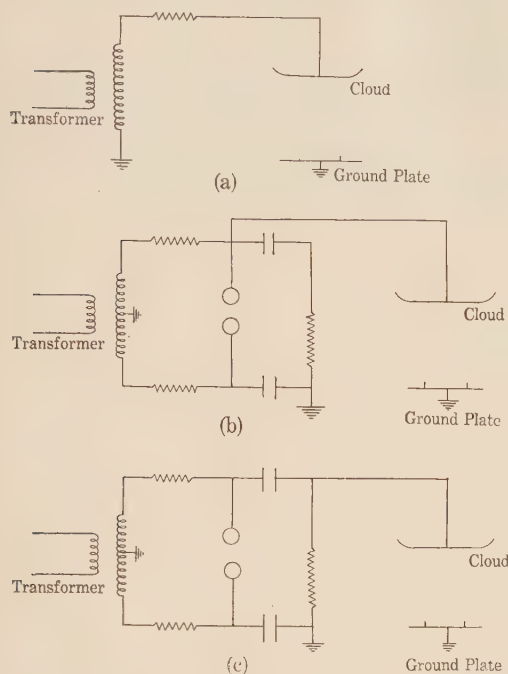 Cloud
Transformer
Ground Plate
(a)
Cloud
Transformer
Ground Plate
(b)
Cloud
Transformer
Ground Plate
(c)